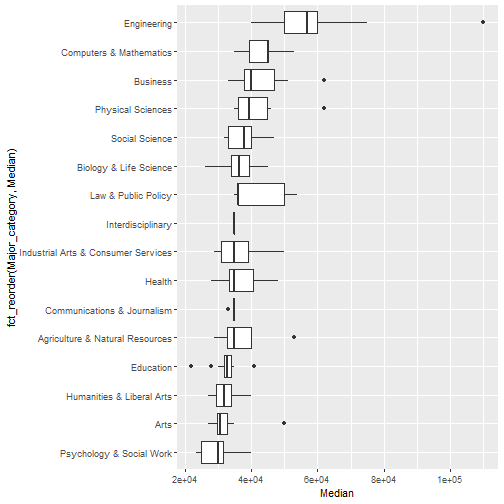 Engineering
Computers & Mathematics
Business
Physical Sciences
Social Science
Biology & Life Science
Law & Public Policy
Interdisciplinary
Industrial Arts & Consumer Services
Health
Communications & Journalism
Agriculture & Natural Resources
Education
Humanities & Liberal Arts
Arts
Psychology & Social Work
fct_reorder(Major_category, Median)
2e+04 4e+04 6e+04 8e+04 1e+05
Median